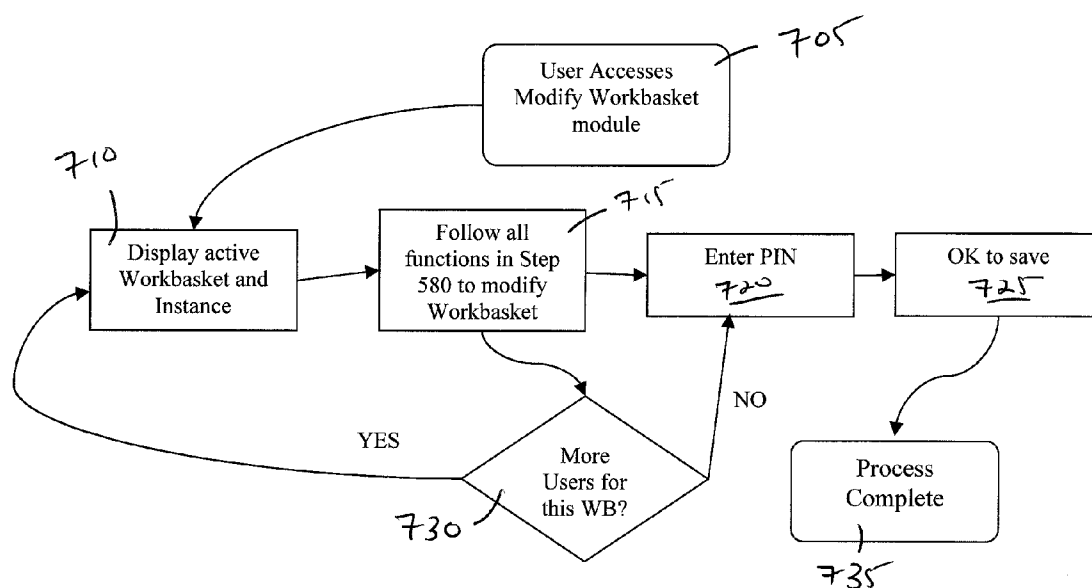 705
User Accesses
Modify Workbasket
module
710
Display active
Workbasket and
Instance
715
Follow all
functions in Step
580 to modify
Workbasket
Enter PIN
720
OK to save
725
YES
NO
More
Users for
this WB?
730
Process
Complete
735